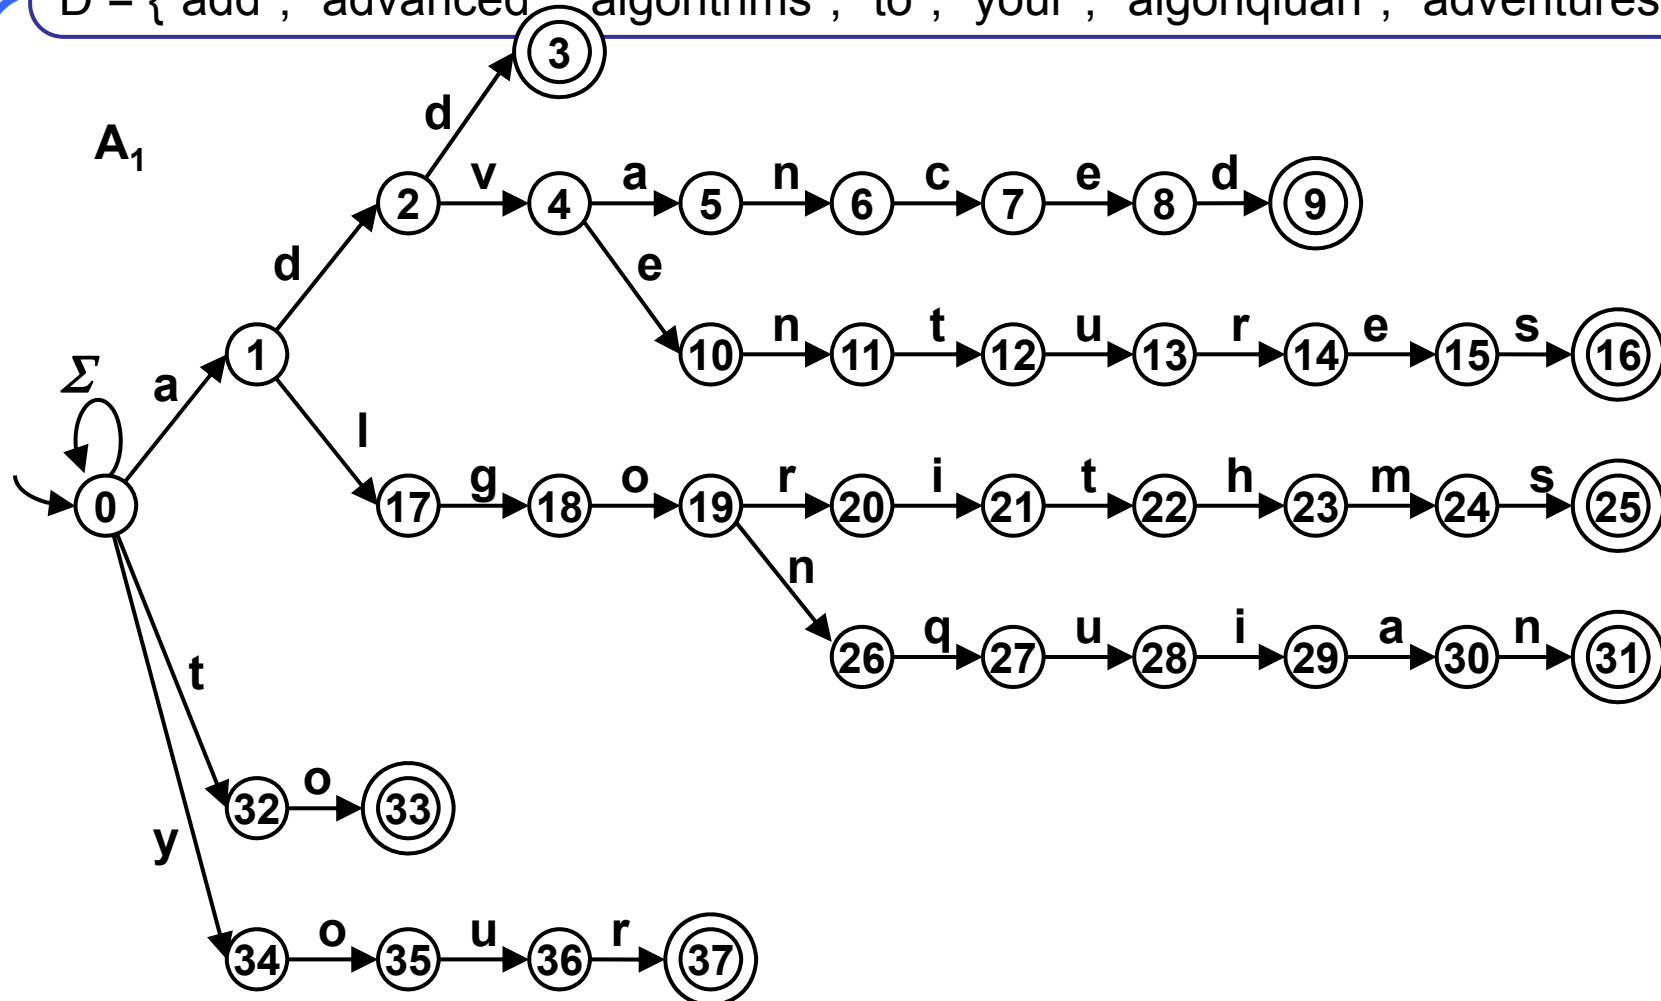 D = { "add", "advanced" "algorithms", "to", "your", "algonqiuan", "adventures
3
d
A1
v a n c e d
2 4 5 6 7 8 9
d e
n t u r e s
1 10 11 12 13 14 15 16
Σ a
l
g o r i t h m s
0 17 18 19 20 21 22 23 24 25
n
q u i a n
26 27 28 29 30 31
t
o
32 33
y
o u r
34 35 36 37